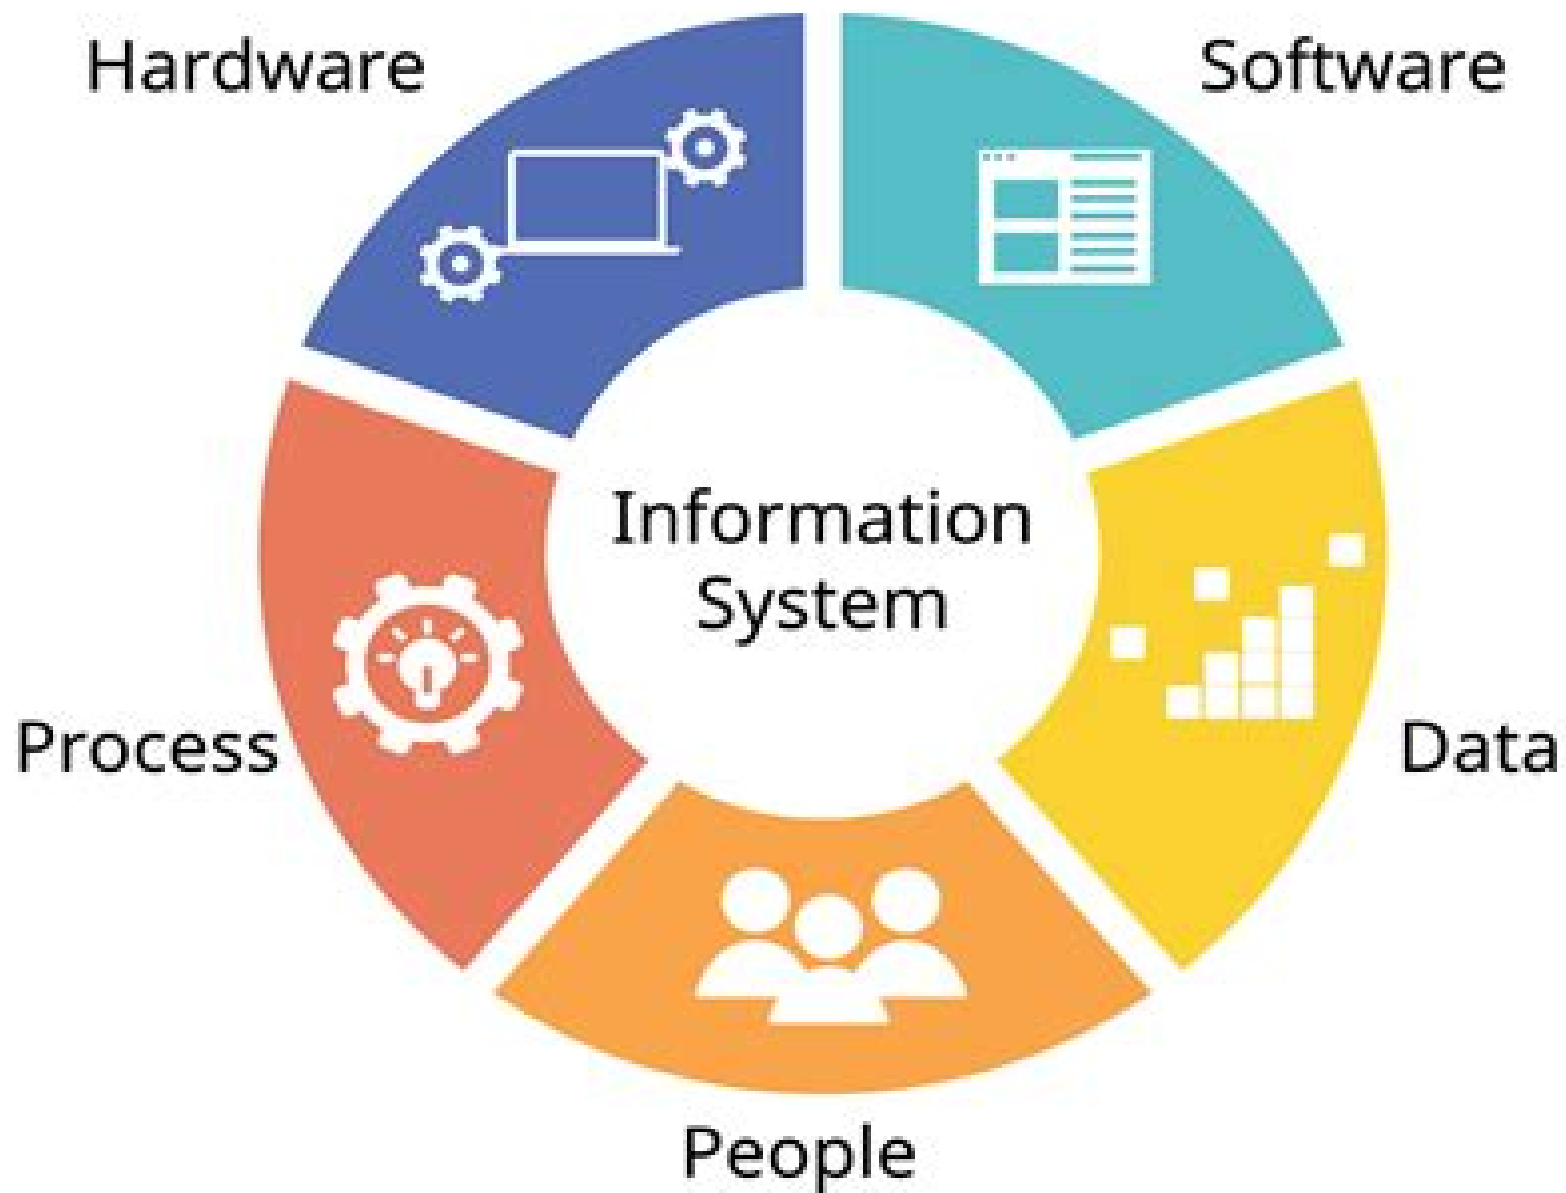 Hardware
Software
Information
System
Process
Data
People